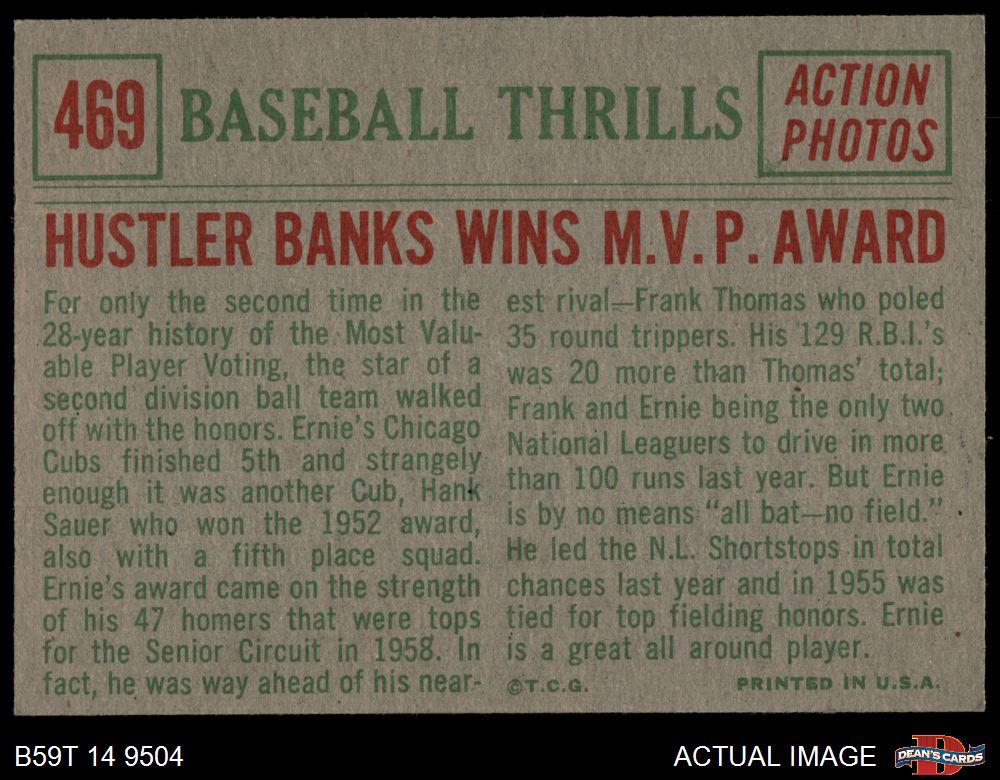 469
BASEBALL THRILLS
ACTION
PHOTOS
HUSTLER BANKS WINS M.V.P. AWARD
For only the second time in the
28-year history of the Most Valu-
able Player Voting, the star of a
second division ball team walked
off with the honors. Ernie's Chicago
Cubs finished 5th and strangely
enough it was another Cub, Hank
Sauer who won the 1952 award,
also with a fifth place squad.
Ernie's award came on the strength
of his 47 homers that were tops
for the Senior Circuit in 1958. In
fact, he was way ahead of his near-
est rival—Frank Thomas who poled
35 round trippers. His 129 R.B.I.'s
was 20 more than Thomas' total;
Frank and Ernie being the only two
National Leaguers to drive in more
than 100 runs last year. But Ernie
is by no means "all bat—no field."
He led the N.L. Shortstops in total
chances last year and in 1955 was
tied for top fielding honors. Ernie
is a great all around player.
©T.C.G. PRINTED IN U.S.A.
B59T 14 9504
ACTUAL IMAGE
D
DEAN'S CARDS